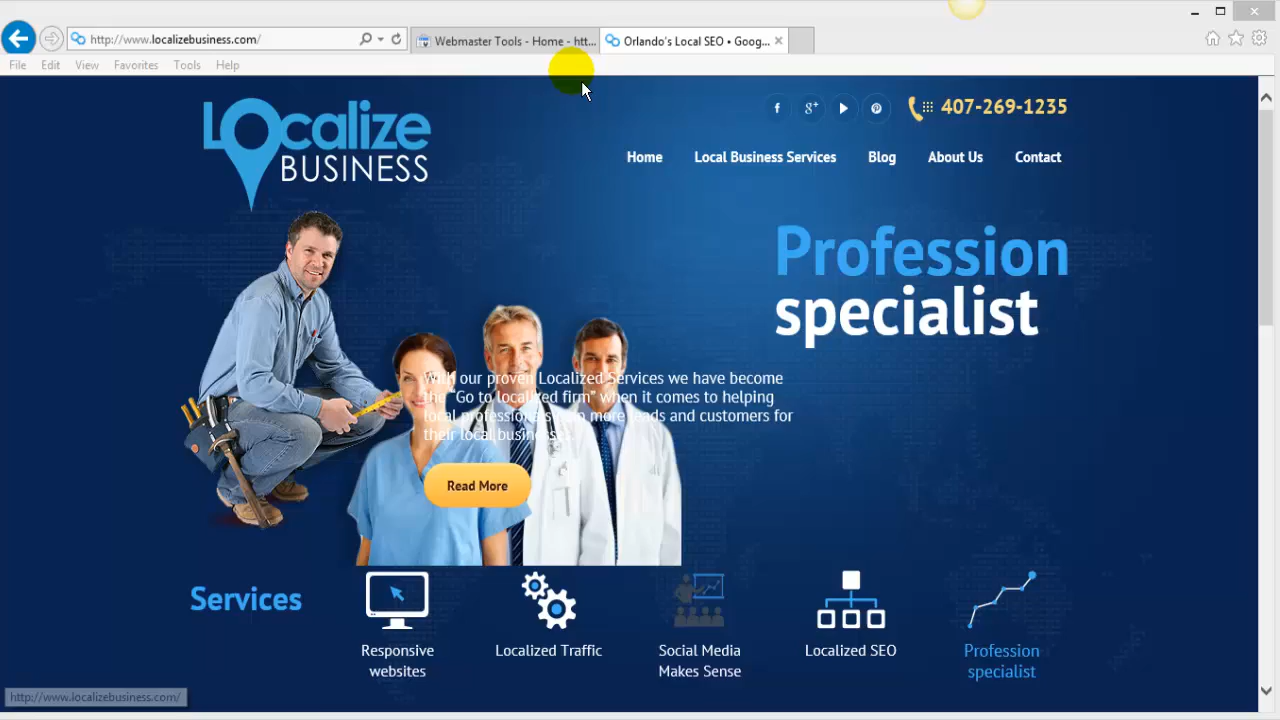 http://www.localizebusiness.com/
Webmaster Tools - Home - htt...
Orlando's Local SEO • Goog...
File Edit View Favorites Tools Help
LOcalize
BUSINESS
f g+ 407-269-1235
Home Local Business Services Blog About Us Contact
Profession
specialist
With our proven Localized Services we have become
the “Go to localized firm” when it comes to helping
local professionals gain more leads and customers for
their local businesses.
Read More
Services
Responsive
websites
Localized Traffic
Social Media
Makes Sense
Localized SEO
Profession
specialist
http://www.localizebusiness.com/